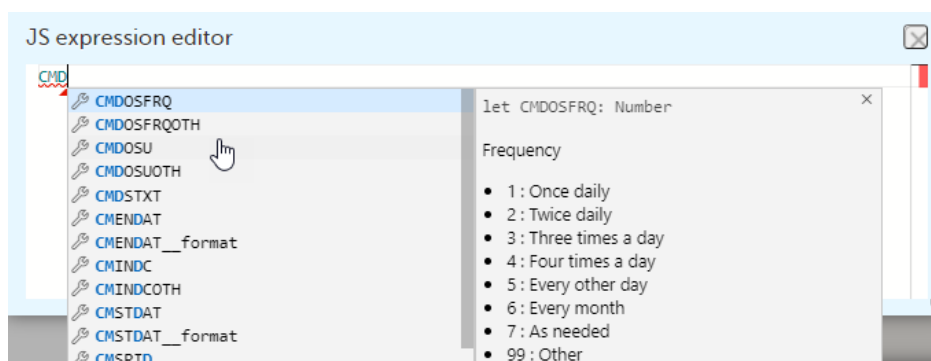 JS expression editor
CMD
CMDOSFRQ
CMDOSFRQOTH
CMDOSU
CMDOSUOTH
CMDSTXT
CMENDAT
CMENDAT__format
CMINDC
CMINDCOTH
CMSTDAT
CMSTDAT__format
CMSPID
let CMDOSFRQ: Number
Frequency
1 : Once daily
2 : Twice daily
3 : Three times a day
4 : Four times a day
5 : Every other day
6 : Every month
7 : As needed
99 : Other